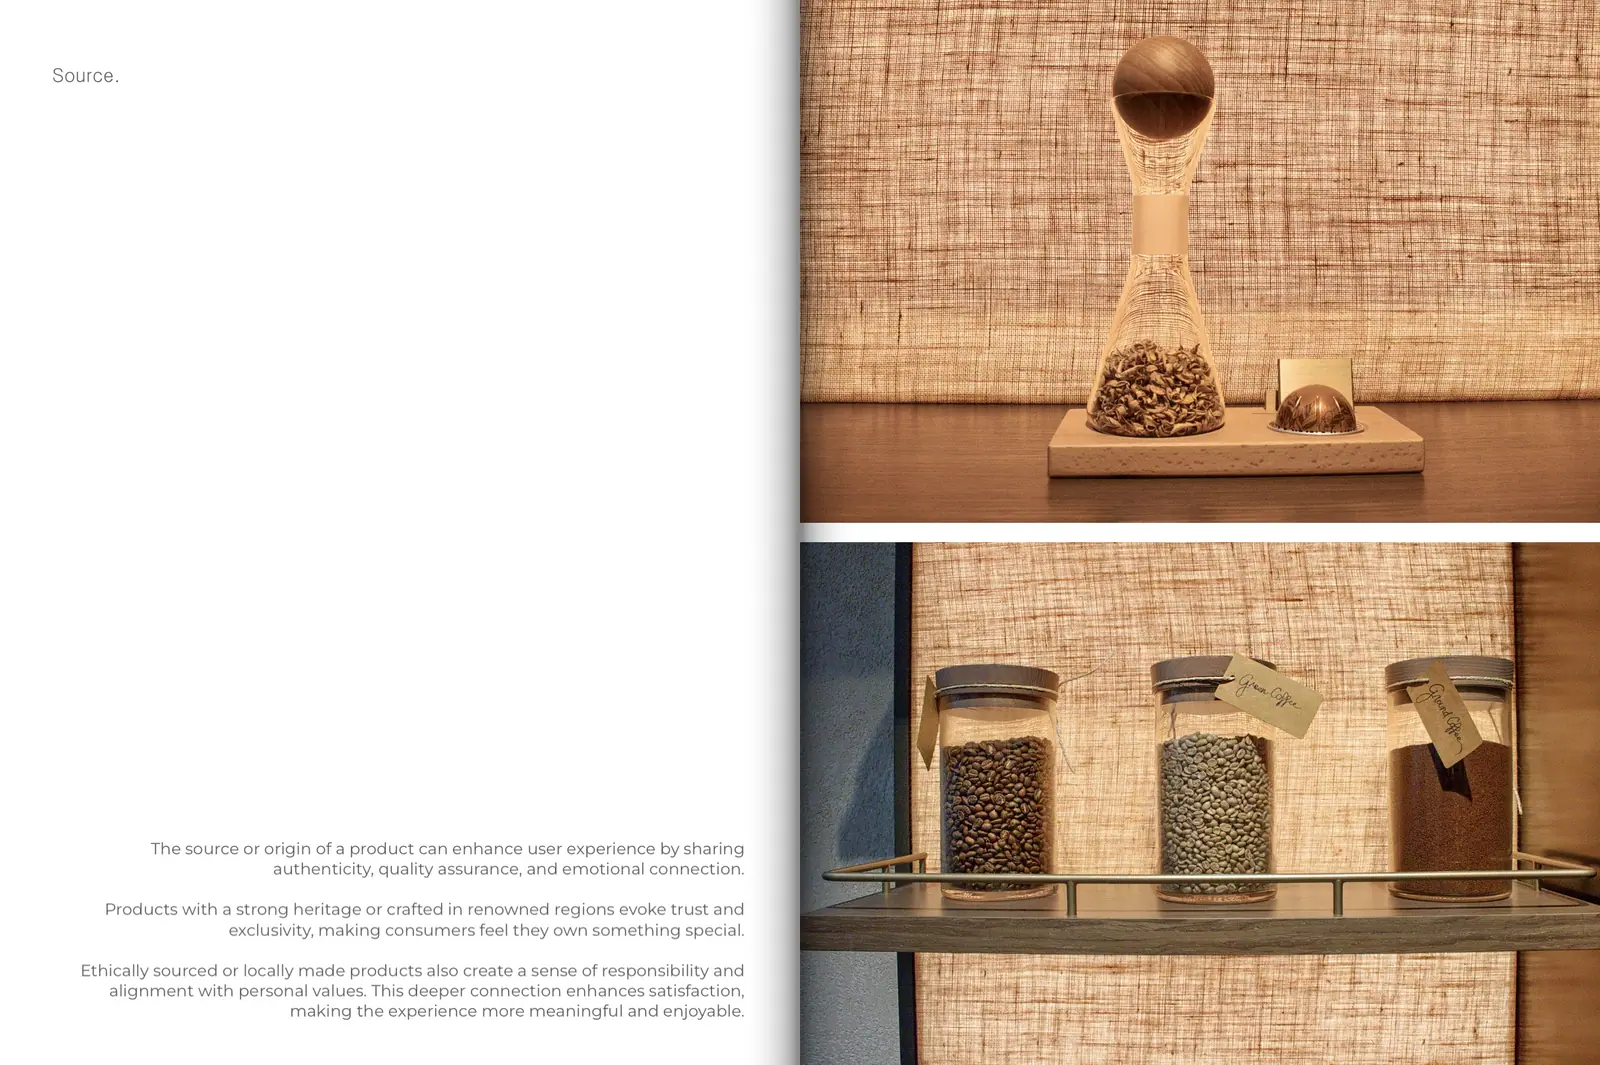 Source.
The source or origin of a product can enhance user experience by sharing
authenticity, quality assurance, and emotional connection.
Products with a strong heritage or crafted in renowned regions evoke trust and
exclusivity, making consumers feel they own something special.
Ethically sourced or locally made products also create a sense of responsibility and
alignment with personal values. This deeper connection enhances satisfaction,
making the experience more meaningful and enjoyable.
Green Coffee
Ground Coffee